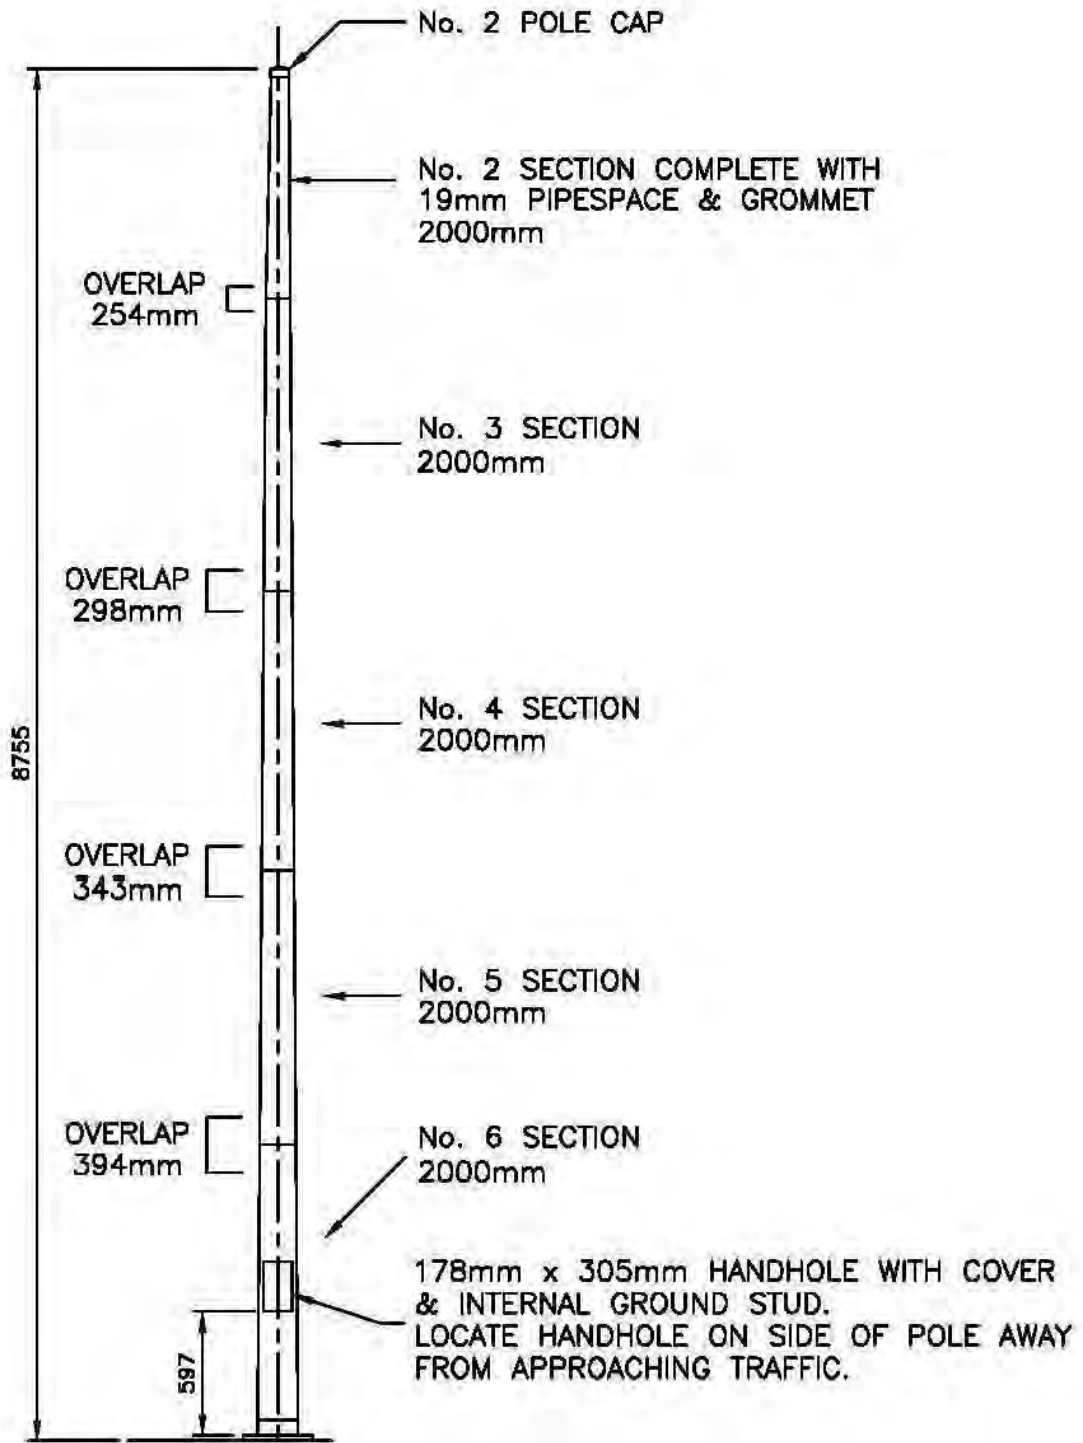 No. 2 POLE CAP
No. 2 SECTION COMPLETE WITH
19mm PIPESPACE & GROMMET
2000mm
OVERLAP
254mm
No. 3 SECTION
2000mm
OVERLAP
298mm
No. 4 SECTION
2000mm
8755
OVERLAP
343mm
No. 5 SECTION
2000mm
OVERLAP
394mm
No. 6 SECTION
2000mm
178mm x 305mm HANDHOLE WITH COVER
& INTERNAL GROUND STUD.
LOCATE HANDHOLE ON SIDE OF POLE AWAY
FROM APPROACHING TRAFFIC.
597